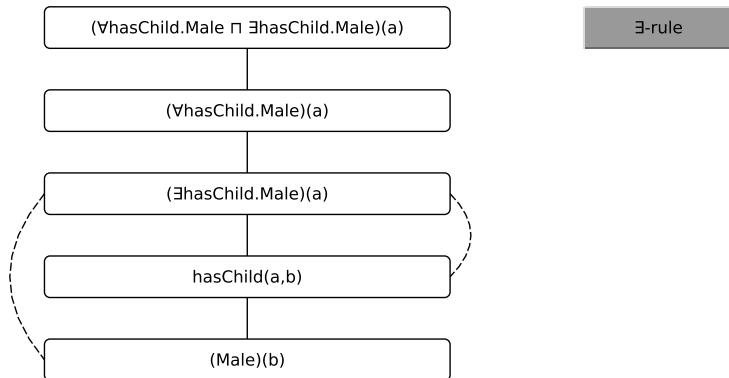 (∀hasChild.Male ⊓ ∃hasChild.Male)(a)
∃-rule
(∀hasChild.Male)(a)
(∃hasChild.Male)(a)
hasChild(a,b)
(Male)(b)